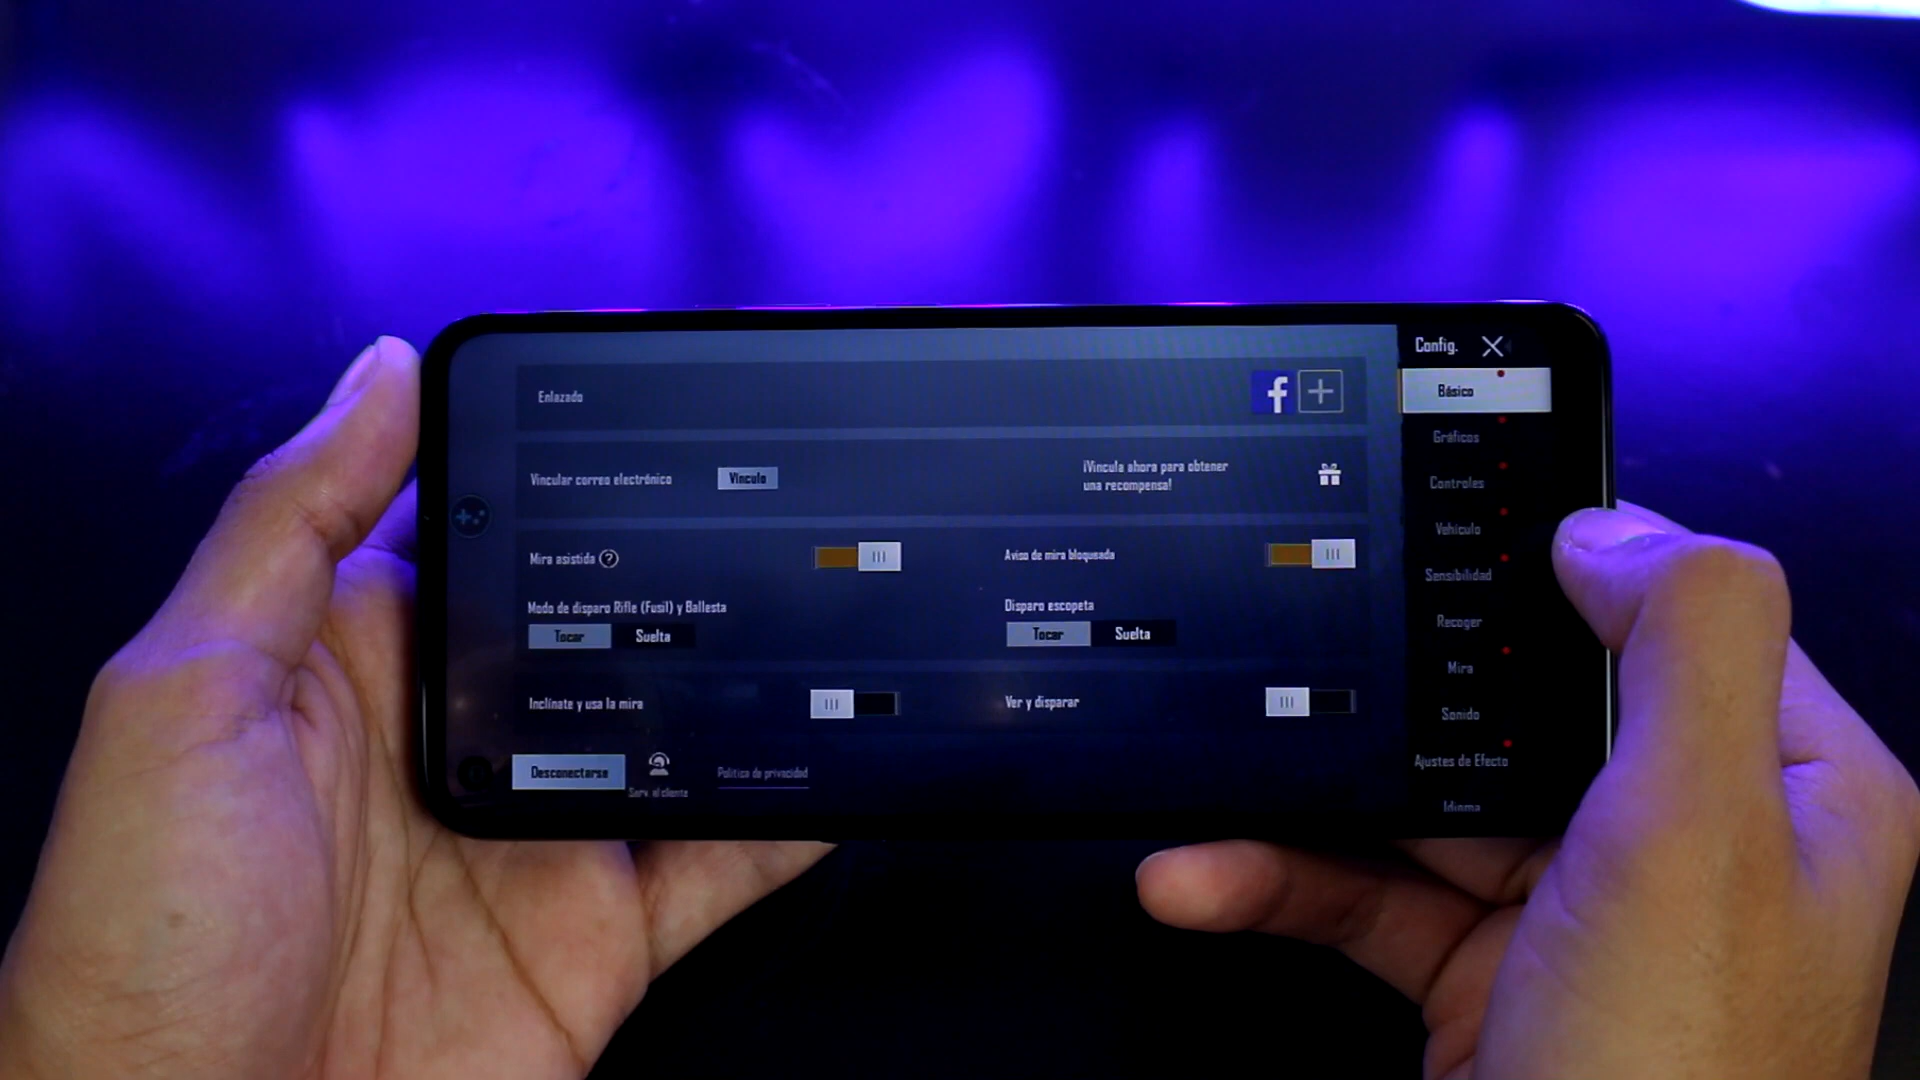 Config.
Enlazado
Básico
Gráficos
Vincular correo electrónico
Vínculo
¡Vincula ahora para obtener
una recompensa!
Controles
Vehículo
Mira asistida ?
Aviso de mira bloqueada
Sensibilidad
Modo de disparo Rifle (Fusil) y Ballesta
Disparo escopeta
Recoger
Tocar
Suelta
Tocar
Suelta
Mira
Inclínate y usa la mira
Ver y disparar
Sonido
Ajustes de Efecto
Desconectarse
Serv. al cliente
Política de privacidad
Idioma